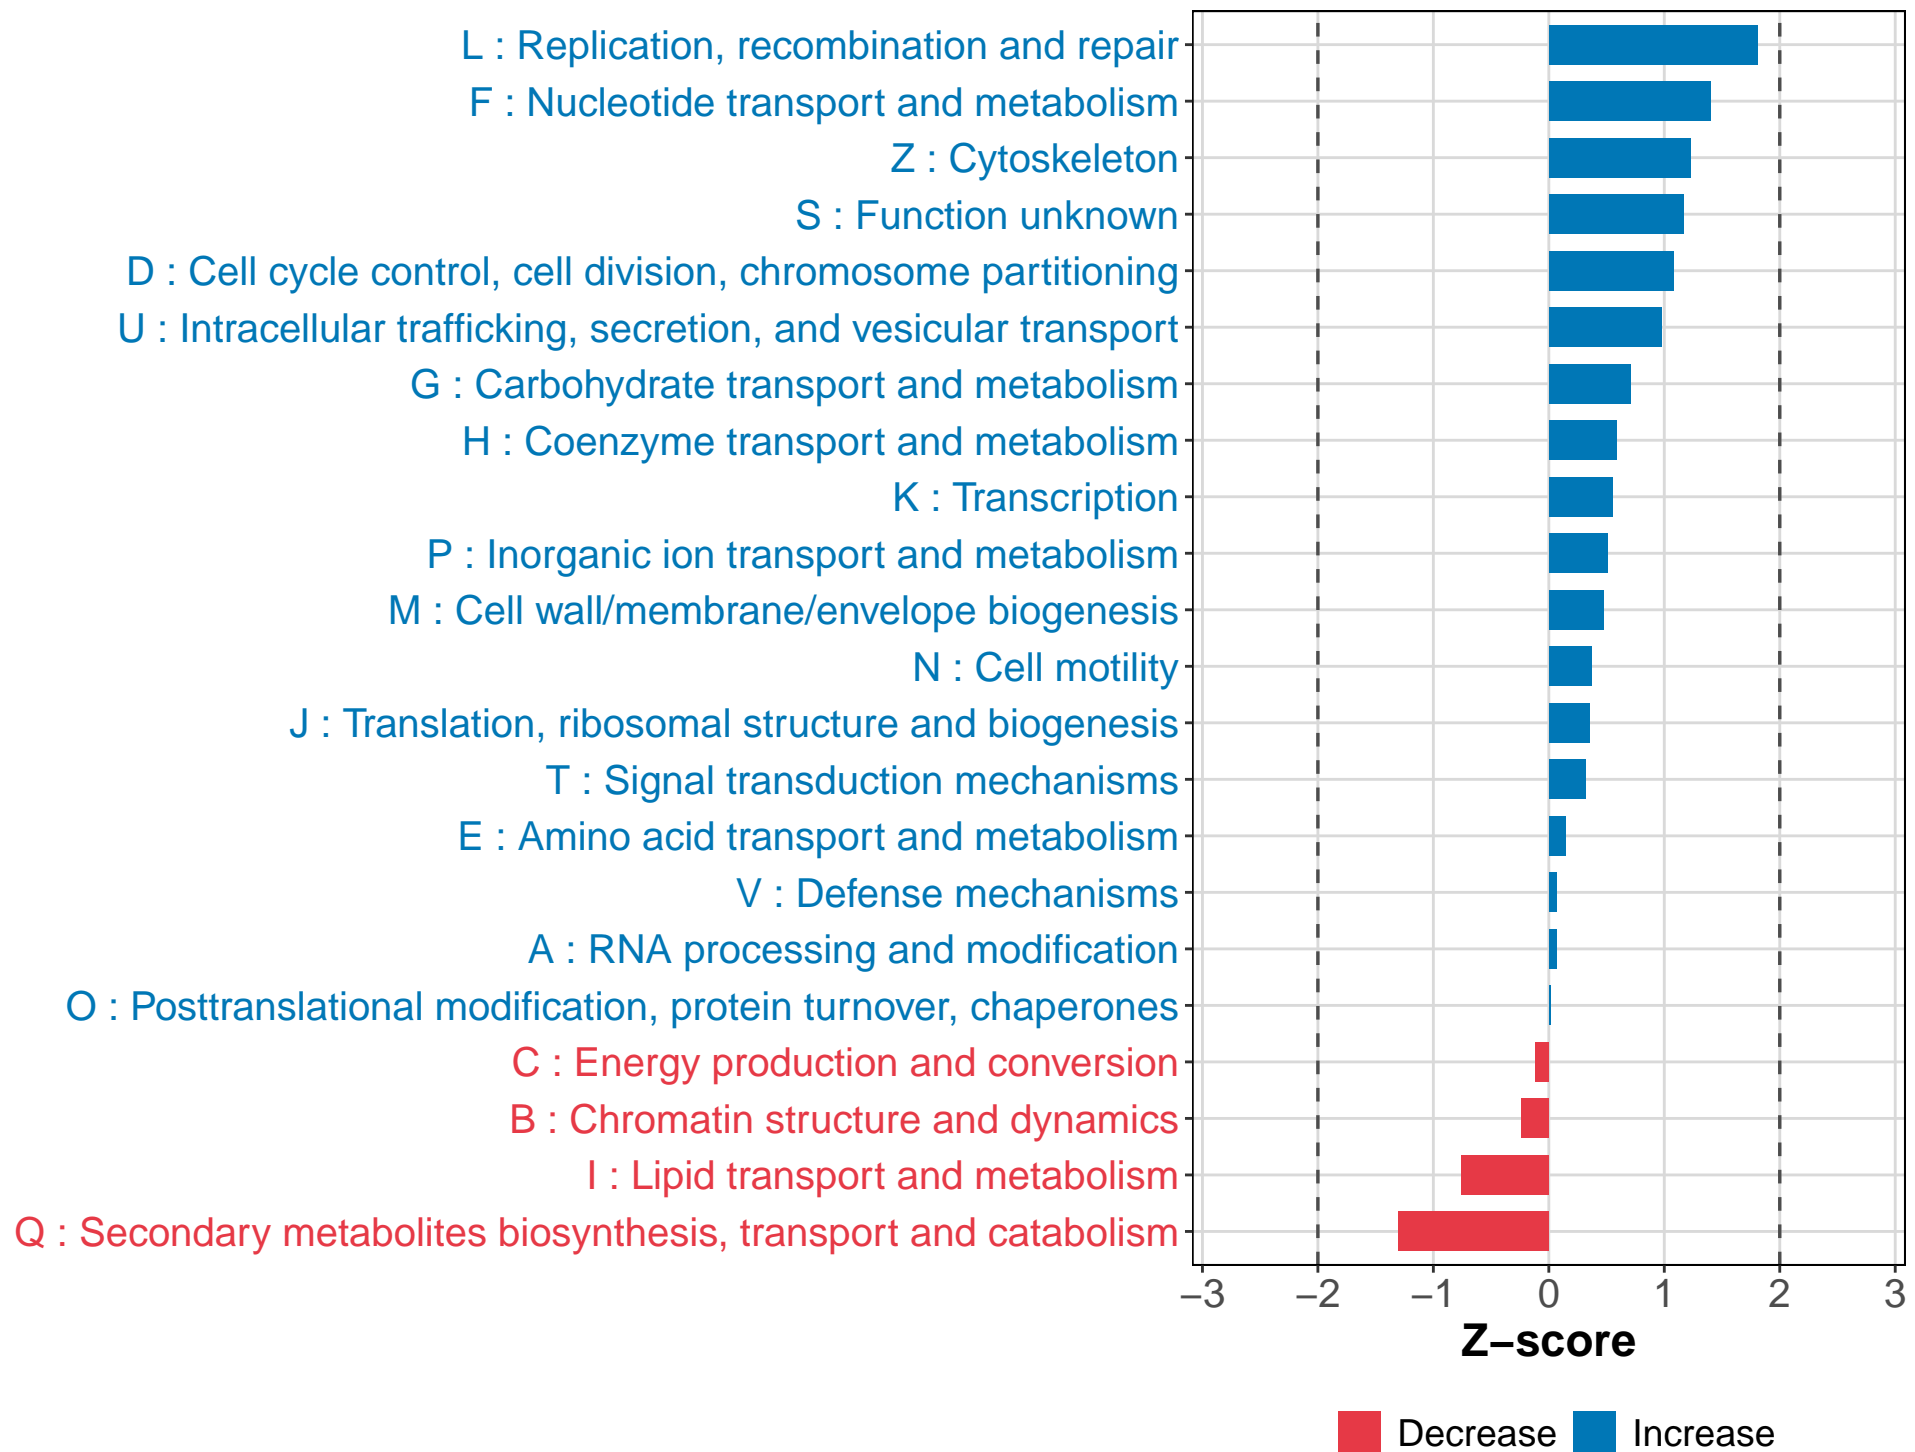 L : Replication, recombination and repair
F : Nucleotide transport and metabolism
Z : Cytoskeleton
S : Function unknown
D : Cell cycle control, cell division, chromosome partitioning
U : Intracellular trafficking, secretion, and vesicular transport
G : Carbohydrate transport and metabolism
H : Coenzyme transport and metabolism
K : Transcription
P : Inorganic ion transport and metabolism
M : Cell wall/membrane/envelope biogenesis
N : Cell motility
J : Translation, ribosomal structure and biogenesis
T : Signal transduction mechanisms
E : Amino acid transport and metabolism
V : Defense mechanisms
A : RNA processing and modification
O : Posttranslational modification, protein turnover, chaperones
C : Energy production and conversion
B : Chromatin structure and dynamics
I : Lipid transport and metabolism
Q : Secondary metabolites biosynthesis, transport and catabolism
−3 −2 −1 0 1 2 3
Z−score
Decrease Increase